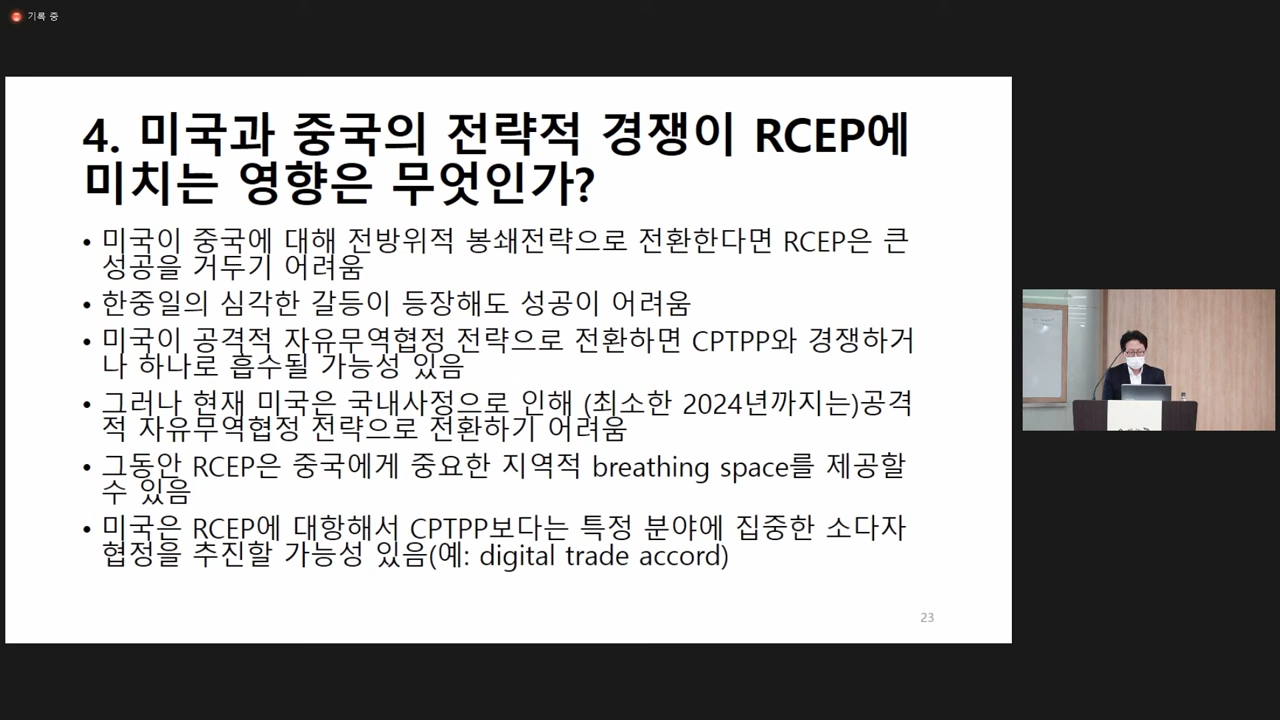 기록 중
4. 미국과 중국의 전략적 경쟁이 RCEP에
미치는 영향은 무엇인가?
• 미국이 중국에 대해 전방위적 봉쇄전략으로 전환한다면 RCEP은 큰
성공을 거두기 어려움
• 한중일의 심각한 갈등이 등장해도 성공이 어려움
• 미국이 공격적 자유무역협정 전략으로 전환하면 CPTPP와 경쟁하거
나 하나로 흡수될 가능성 있음
• 그러나 현재 미국은 국내사정으로 인해 (최소한 2024년까지는)공격
적 자유무역협정 전략으로 전환하기 어려움
• 그동안 RCEP은 중국에게 중요한 지역적 breathing space를 제공할
수 있음
• 미국은 RCEP에 대항해서 CPTPP보다는 특정 분야에 집중한 소다자
협정을 추진할 가능성 있음(예: digital trade accord)
23